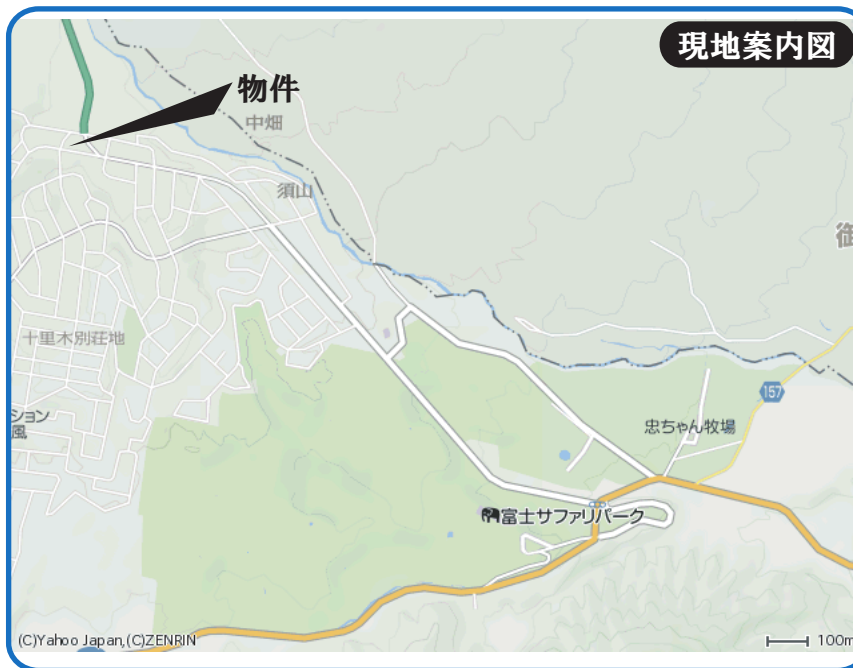 現地案内図
物件
中畑
須山
御
十里木別荘地
ション
風
157
忠ちゃん牧場
富士サファリパーク
(C)Yahoo Japan,(C)ZENRIN
100m